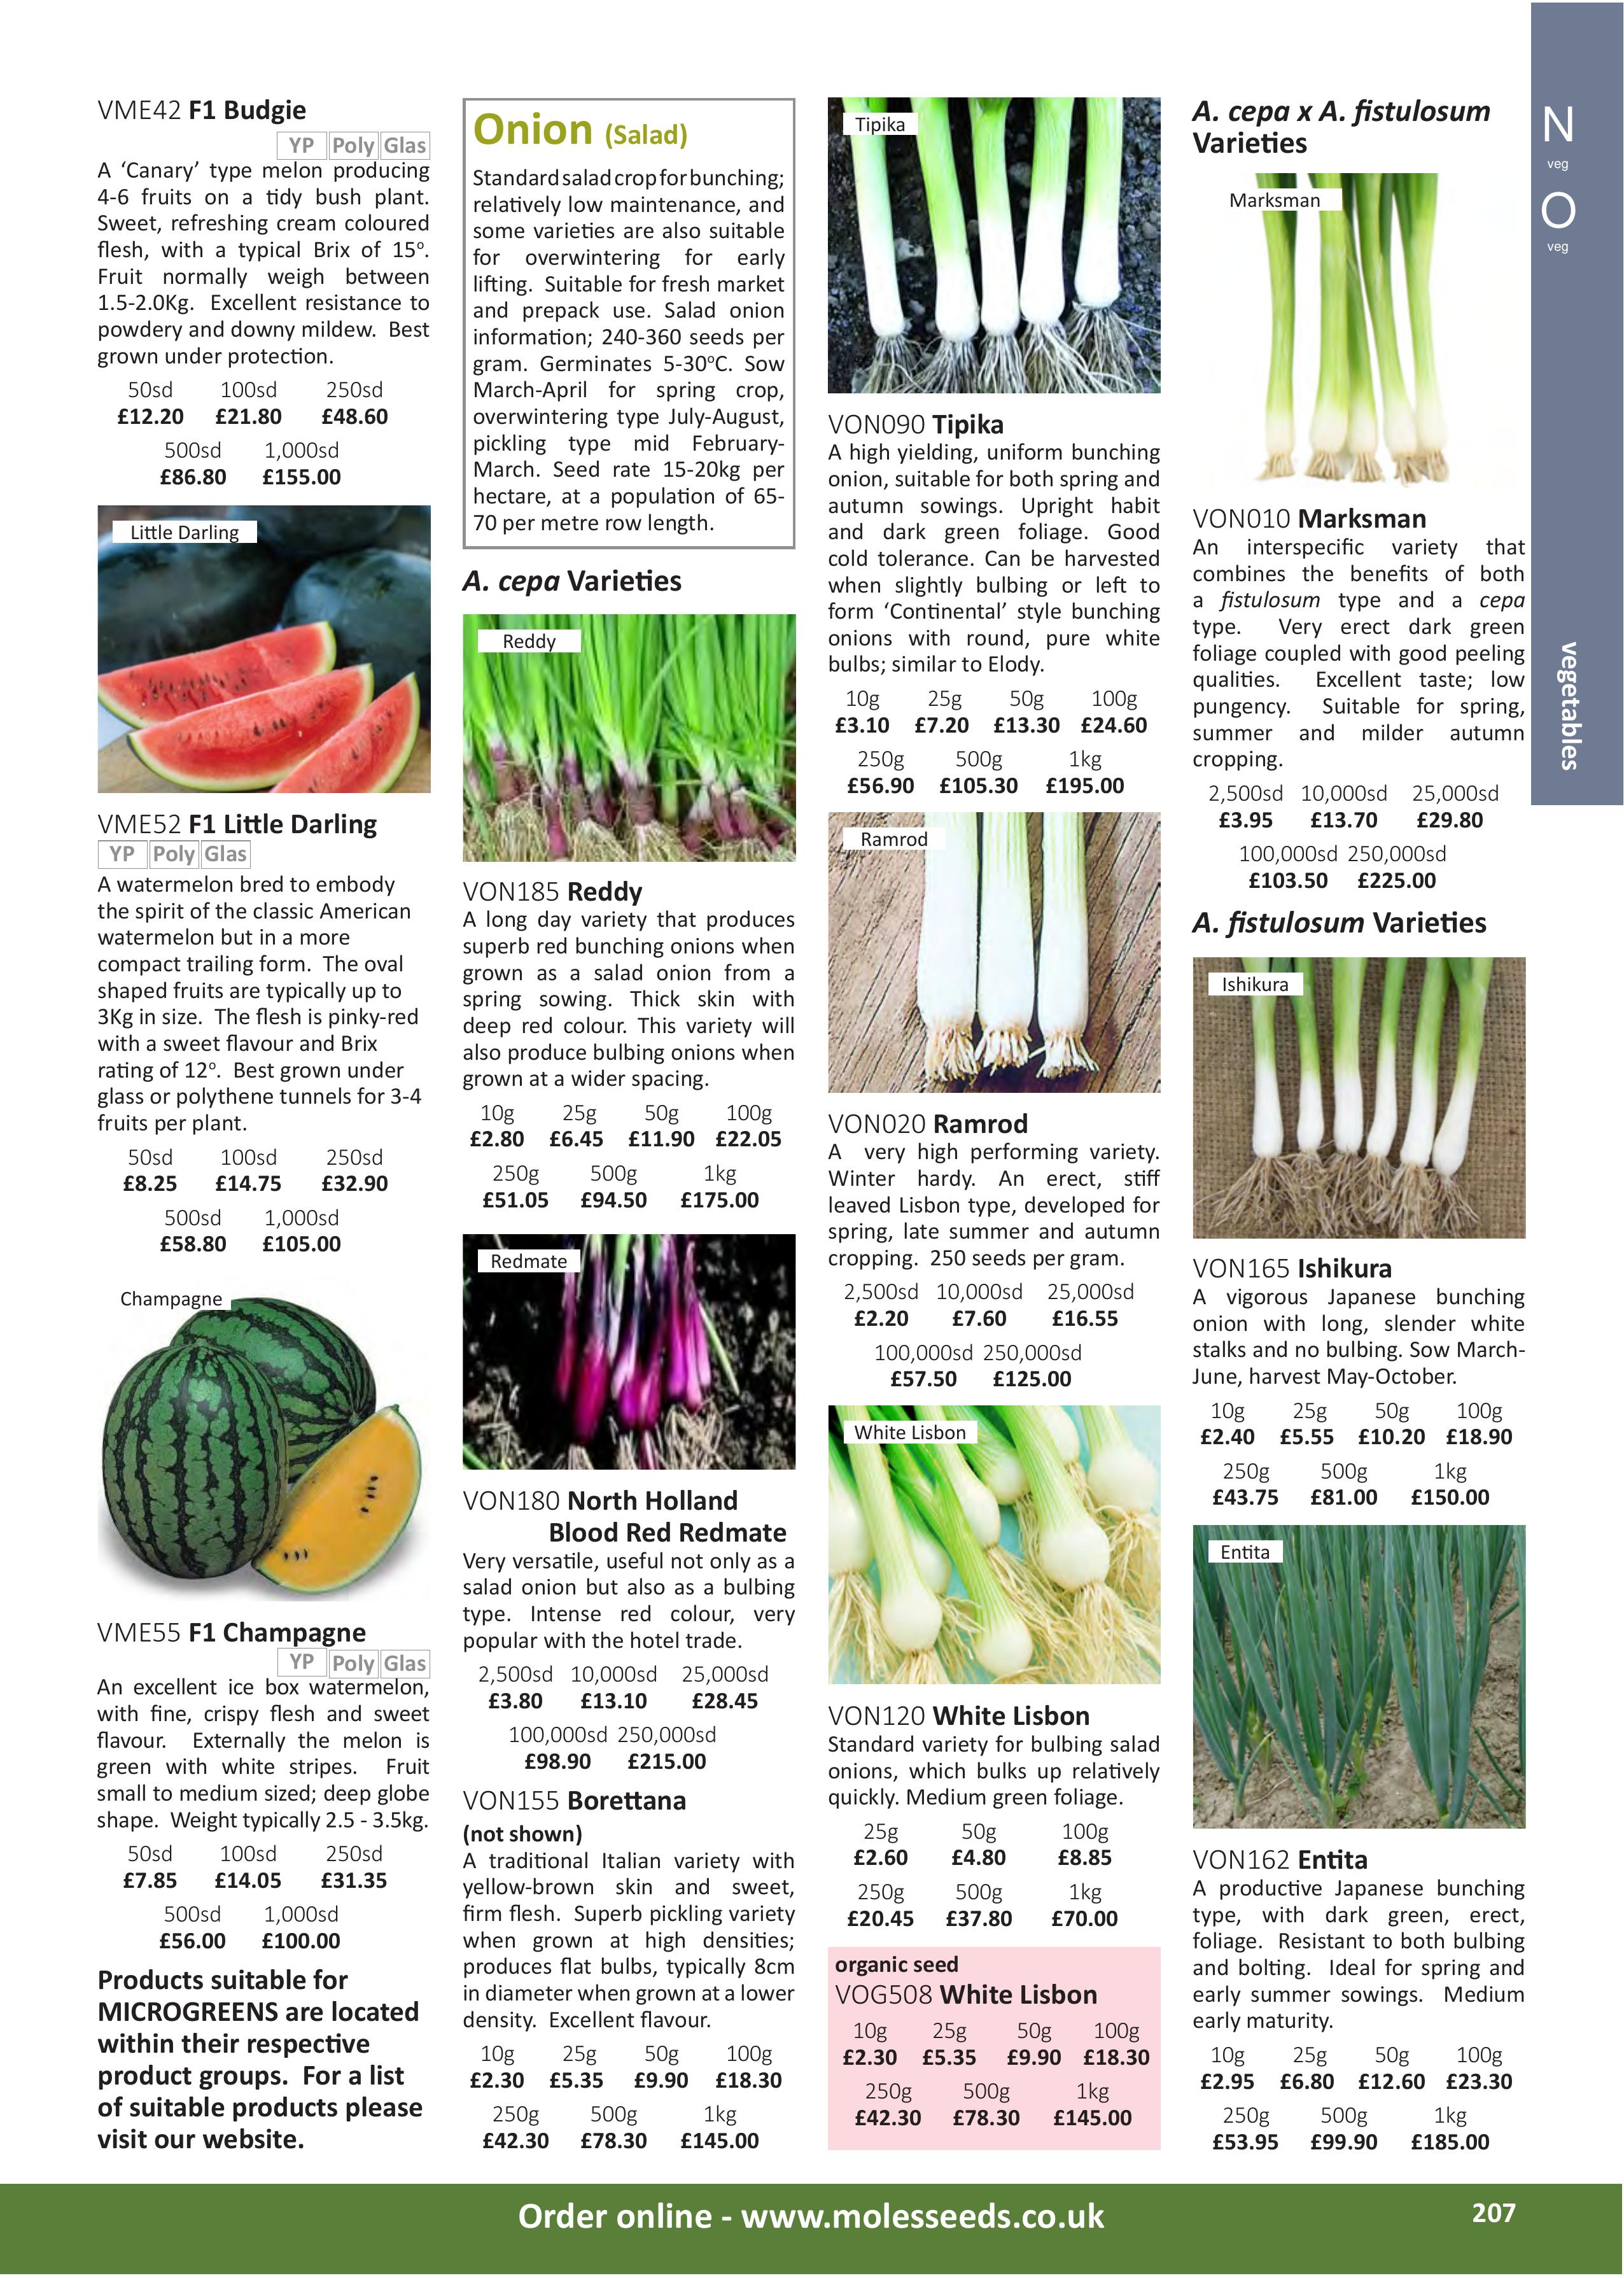 VME42 F1 Budgie
YP Poly Glas
A ‘Canary’ type melon producing
4-6 fruits on a tidy bush plant.
Sweet, refreshing cream coloured
flesh, with a typical Brix of 15º.
Fruit normally weigh between
1.5-2.0Kg. Excellent resistance to
powdery and downy mildew. Best
grown under protection.
50sd 100sd 250sd
£12.20 £21.80 £48.60
500sd 1,000sd
£86.80 £155.00
Little Darling
VME52 F1 Little Darling
YP Poly Glas
A watermelon bred to embody
the spirit of the classic American
watermelon but in a more
compact trailing form. The oval
shaped fruits are typically up to
3Kg in size. The flesh is pinky-red
with a sweet flavour and Brix
rating of 12º. Best grown under
glass or polythene tunnels for 3-4
fruits per plant.
50sd 100sd 250sd
£8.25 £14.75 £32.90
500sd 1,000sd
£58.80 £105.00
Champagne
VME55 F1 Champagne
YP Poly Glas
An excellent ice box watermelon,
with fine, crispy flesh and sweet
flavour. Externally the melon is
green with white stripes. Fruit
small to medium sized; deep globe
shape. Weight typically 2.5 - 3.5kg.
50sd 100sd 250sd
£7.85 £14.05 £31.35
500sd 1,000sd
£56.00 £100.00
Products suitable for
MICROGREENS are located
within their respective
product groups. For a list
of suitable products please
visit our website.
Onion (Salad)
Standard salad crop for bunching;
relatively low maintenance, and
some varieties are also suitable
for overwintering for early
lifting. Suitable for fresh market
and prepack use. Salad onion
information; 240-360 seeds per
gram. Germinates 5-30ºC. Sow
March-April for spring crop,
overwintering type July-August,
pickling type mid February-
March. Seed rate 15-20kg per
hectare, at a population of 65-
70 per metre row length.
A. cepa Varieties
Reddy
VON185 Reddy
A long day variety that produces
superb red bunching onions when
grown as a salad onion from a
spring sowing. Thick skin with
deep red colour. This variety will
also produce bulbing onions when
grown at a wider spacing.
10g 25g 50g 100g
£2.80 £6.45 £11.90 £22.05
250g 500g 1kg
£51.05 £94.50 £175.00
Redmate
VON180 North Holland
Blood Red Redmate
Very versatile, useful not only as a
salad onion but also as a bulbing
type. Intense red colour, very
popular with the hotel trade.
2,500sd 10,000sd 25,000sd
£3.80 £13.10 £28.45
100,000sd 250,000sd
£98.90 £215.00
VON155 Borettana
(not shown)
A traditional Italian variety with
yellow-brown skin and sweet,
firm flesh. Superb pickling variety
when grown at high densities;
produces flat bulbs, typically 8cm
in diameter when grown at a lower
density. Excellent flavour.
10g 25g 50g 100g
£2.30 £5.35 £9.90 £18.30
250g 500g 1kg
£42.30 £78.30 £145.00
Tipika
VON090 Tipika
A high yielding, uniform bunching
onion, suitable for both spring and
autumn sowings. Upright habit
and dark green foliage. Good
cold tolerance. Can be harvested
when slightly bulbing or left to
form ‘Continental’ style bunching
onions with round, pure white
bulbs; similar to Elody.
10g 25g 50g 100g
£3.10 £7.20 £13.30 £24.60
250g 500g 1kg
£56.90 £105.30 £195.00
Ramrod
VON020 Ramrod
A very high performing variety.
Winter hardy. An erect, stiff
leaved Lisbon type, developed for
spring, late summer and autumn
cropping. 250 seeds per gram.
2,500sd 10,000sd 25,000sd
£2.20 £7.60 £16.55
100,000sd 250,000sd
£57.50 £125.00
White Lisbon
VON120 White Lisbon
Standard variety for bulbing salad
onions, which bulks up relatively
quickly. Medium green foliage.
25g 50g 100g
£2.60 £4.80 £8.85
250g 500g 1kg
£20.45 £37.80 £70.00
organic seed
VOG508 White Lisbon
10g 25g 50g 100g
£2.30 £5.35 £9.90 £18.30
250g 500g 1kg
£42.30 £78.30 £145.00
A. cepa x A. fistulosum
Varieties
Marksman
VON010 Marksman
An interspecific variety that
combines the benefits of both
a fistulosum type and a cepa
type. Very erect dark green
foliage coupled with good peeling
qualities. Excellent taste; low
pungency. Suitable for spring,
summer and milder autumn
cropping.
2,500sd 10,000sd 25,000sd
£3.95 £13.70 £29.80
100,000sd 250,000sd
£103.50 £225.00
A. fistulosum Varieties
Ishikura
VON165 Ishikura
A vigorous Japanese bunching
onion with long, slender white
stalks and no bulbing. Sow March-
June, harvest May-October.
10g 25g 50g 100g
£2.40 £5.55 £10.20 £18.90
250g 500g 1kg
£43.75 £81.00 £150.00
Entita
VON162 Entita
A productive Japanese bunching
type, with dark green, erect,
foliage. Resistant to both bulbing
and bolting. Ideal for spring and
early summer sowings. Medium
early maturity.
10g 25g 50g 100g
£2.95 £6.80 £12.60 £23.30
250g 500g 1kg
£53.95 £99.90 £185.00
N
veg
O
veg
vegetables
Order online - www.molesseeds.co.uk
207